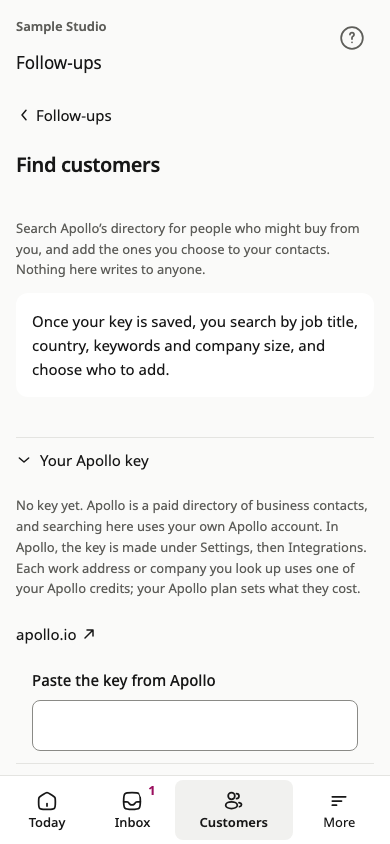 Sample Studio
Follow-ups
Follow-ups
Find customers
Search Apollo's directory for people who might buy from
you, and add the ones you choose to your contacts.
Nothing here writes to anyone.
Once your key is saved, you search by job title,
country, keywords and company size, and
choose who to add.
Your Apollo key
No key yet. Apollo is a paid directory of business contacts,
and searching here uses your own Apollo account. In
Apollo, the key is made under Settings, then Integrations.
Each work address or company you look up uses one of
your Apollo credits; your Apollo plan sets what they cost.
apollo.io
Paste the key from Apollo
1
Today
Inbox
Customers
More